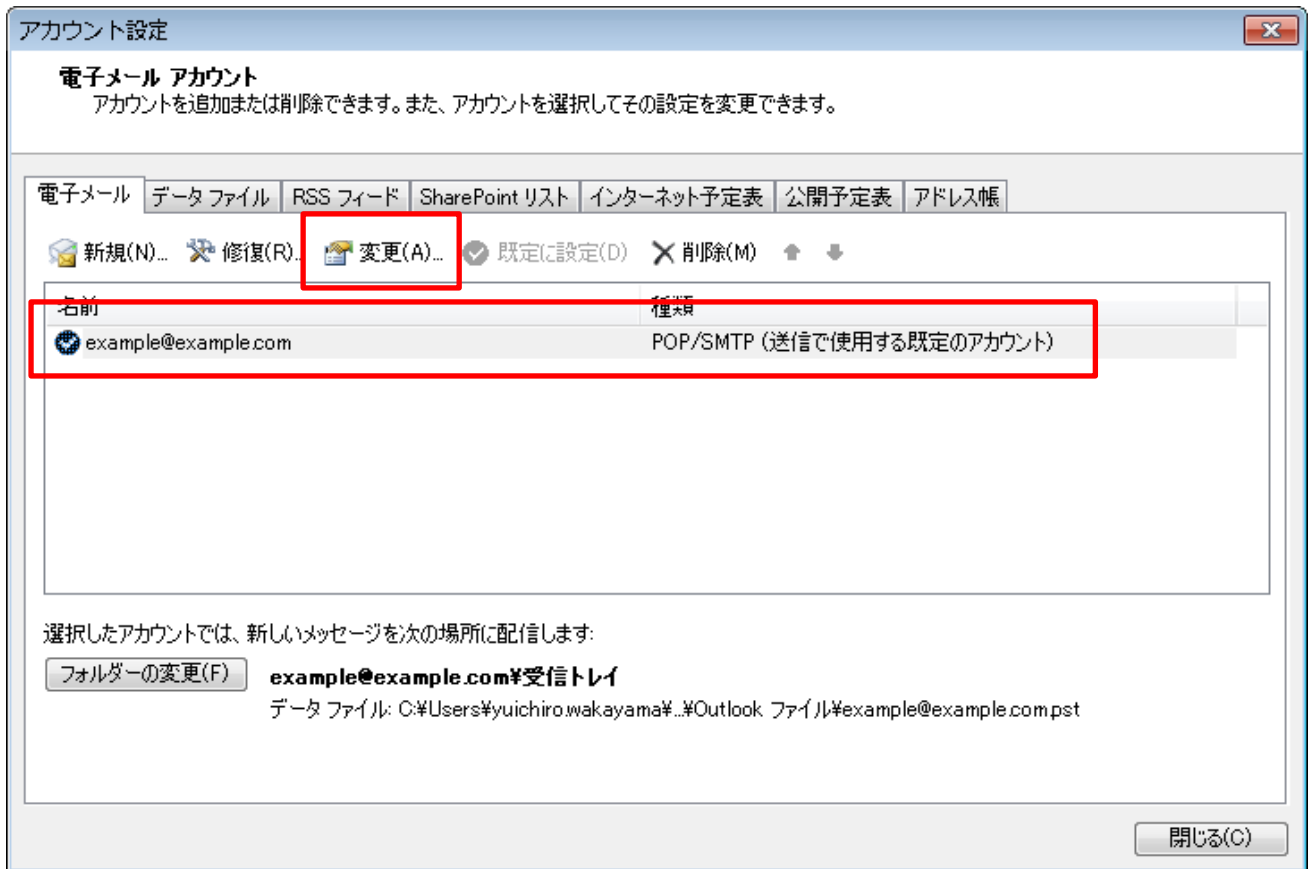 アカウント設定
電子メール アカウント
アカウントを追加または削除できます。また、アカウントを選択してその設定を変更できます。
電子メール データ ファイル RSS フィード SharePoint リスト インターネット予定表 公開予定表 アドレス帳
新規(N)... 修復(R)... 変更(A)... 既定に設定(D) 削除(M)
名前 種類
example@example.com POP/SMTP (送信で使用する既定のアカウント)
選択したアカウントでは、新しいメッセージを次の場所に配信します:
フォルダーの変更(F) example@example.com¥受信トレイ
データ ファイル: C:¥Users¥yuichiro.wakayama¥...¥Outlook ファイル¥example@example.com.pst
閉じる(C)